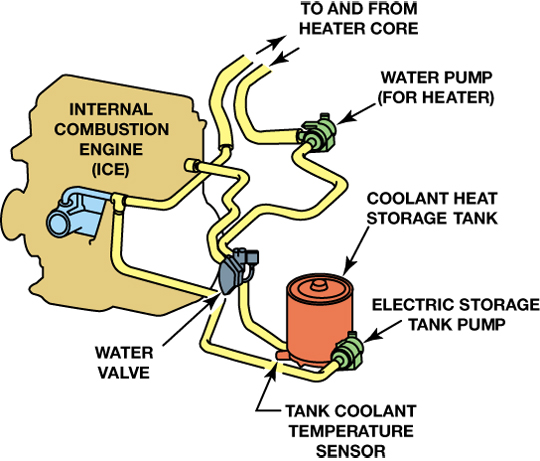 TO AND FROM
HEATER CORE
WATER PUMP
(FOR HEATER)
INTERNAL
COMBUSTION
ENGINE
(ICE)
COOLANT HEAT
STORAGE TANK
ELECTRIC STORAGE
TANK PUMP
WATER
VALVE
TANK COOLANT
TEMPERATURE
SENSOR